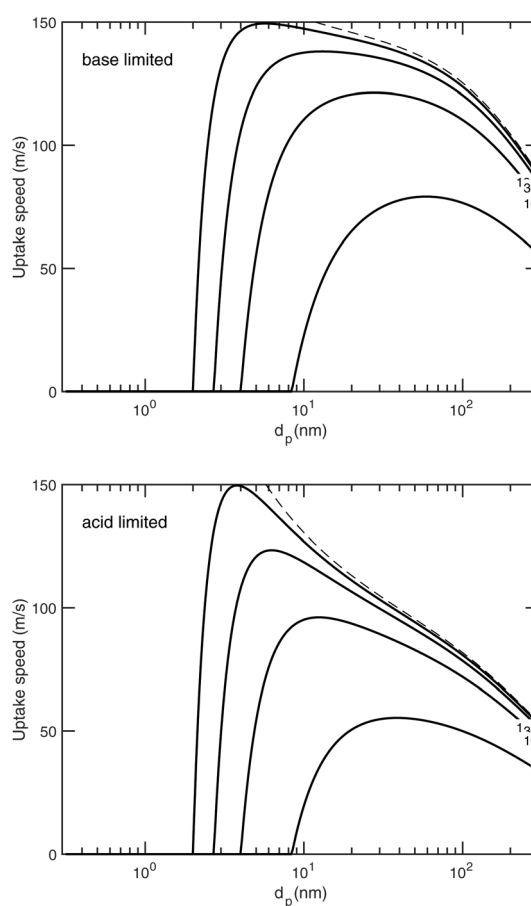 150
base limited
100
50
0
Uptake speed (m/s)
10⁰ 10¹ 10²
dₚ(nm)
150
acid limited
100
50
0
Uptake speed (m/s)
10⁰ 10¹ 10²
dₚ(nm)